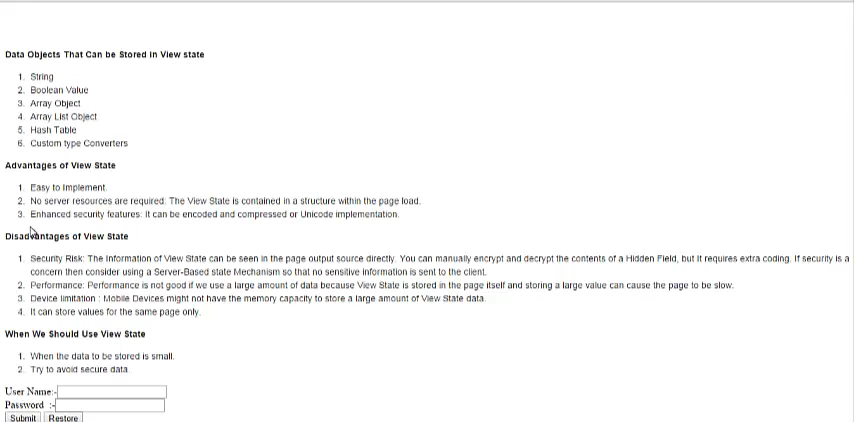 Data Objects That Can be Stored in View state
1. String
2. Boolean Value
3. Array Object
4. Array List Object
5. Hash Table
6. Custom type Converters
Advantages of View State
1. Easy to Implement.
2. No server resources are required: The View State is contained in a structure within the page load.
3. Enhanced security features: It can be encoded and compressed or Unicode implementation.
Disadvantages of View State
1. Security Risk: The Information of View State can be seen in the page output source directly. You can manually encrypt and decrypt the contents of a Hidden Field, but It requires extra coding. If security is a
concern then consider using a Server-Based state Mechanism so that no sensitive information is sent to the client.
2. Performance: Performance is not good if we use a large amount of data because View State is stored in the page itself and storing a large value can cause the page to be slow.
3. Device limitation : Mobile Devices might not have the memory capacity to store a large amount of View State data.
4. It can store values for the same page only.
When We Should Use View State
1. When the data to be stored is small.
2. Try to avoid secure data.
User Name:-
Password :-
Submit Restore